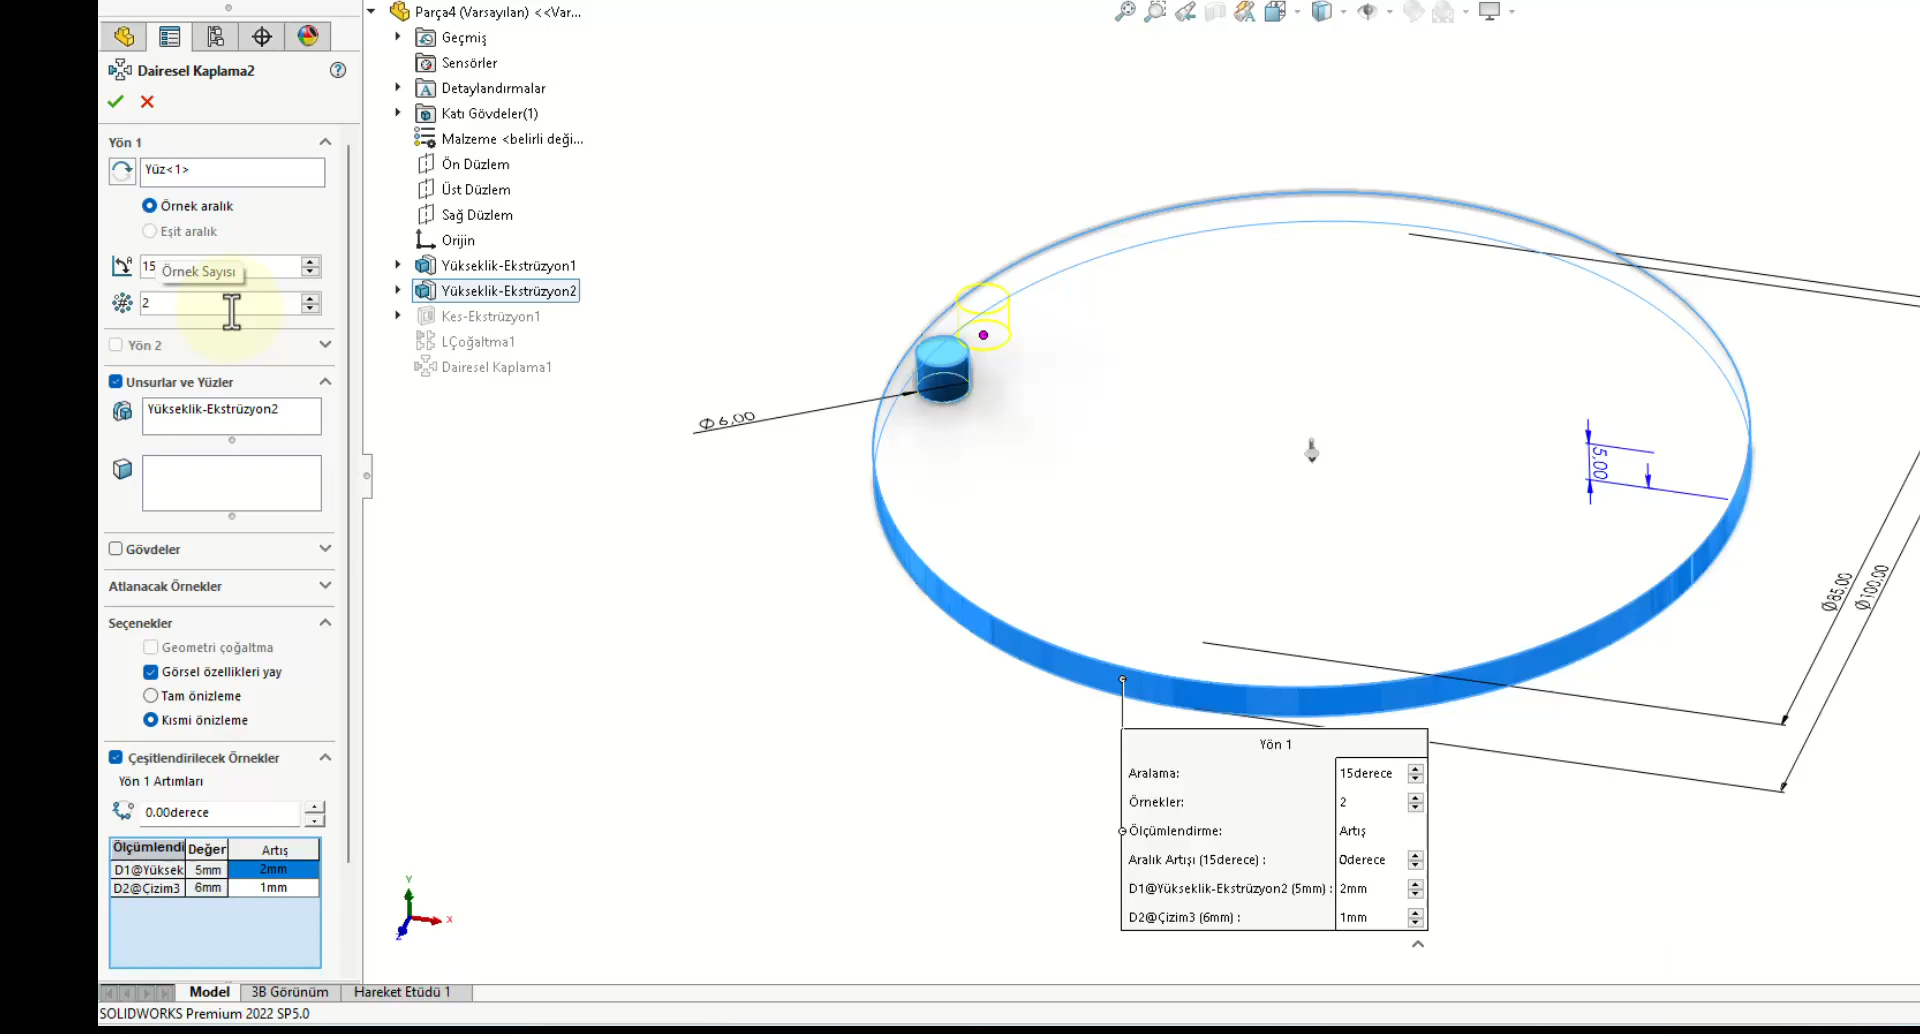 Parça4 (Varsayılan) <<Var...
Geçmiş
Sensörler
Detaylandırmalar
Katı Gövdeler(1)
Malzeme <belirli deği...
Ön Düzlem
Üst Düzlem
Sağ Düzlem
Orijin
Yükseklik-Ekstrüzyon1
Yükseklik-Ekstrüzyon2
Kes-Ekstrüzyon1
LÇoğaltma1
Dairesel Kaplama1
Dairesel Kaplama2
Yön 1
Yüz<1>
Örnek aralık
Eşit aralık
15
Örnek Sayısı
2
Yön 2
Unsurlar ve Yüzler
Yükseklik-Ekstrüzyon2
Gövdeler
Atlanacak Örnekler
Seçenekler
Geometri çoğaltma
Görsel özellikleri yay
Tam önizleme
Kısmi önizleme
Çeşitlendirilecek Örnekler
Yön 1 Artımları
0.00derece
Ölçümlendi Değer Artış
D1@Yüksek 5mm 2mm
D2@Çizim3 6mm 1mm
Ø6,00
5,00
Ø85,00
Ø100,00
Yön 1
Aralama: 15derece
Örnekler: 2
Ölçümlendirme: Artış
Aralık Artışı (15derece) : 0derece
D1@Yükseklik-Ekstrüzyon2 (5mm) : 2mm
D2@Çizim3 (6mm) : 1mm
Y
X
Z
Model 3B Görünüm Hareket Etüdü 1
SOLIDWORKS Premium 2022 SP5.0